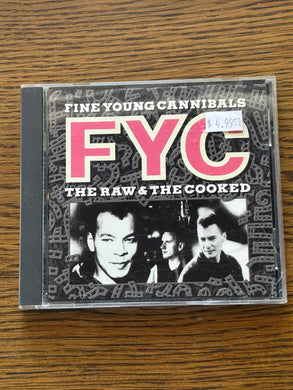 FINE YOUNG CANNIBALS
$ 4.99
FYC
THE RAW & THE COOKED